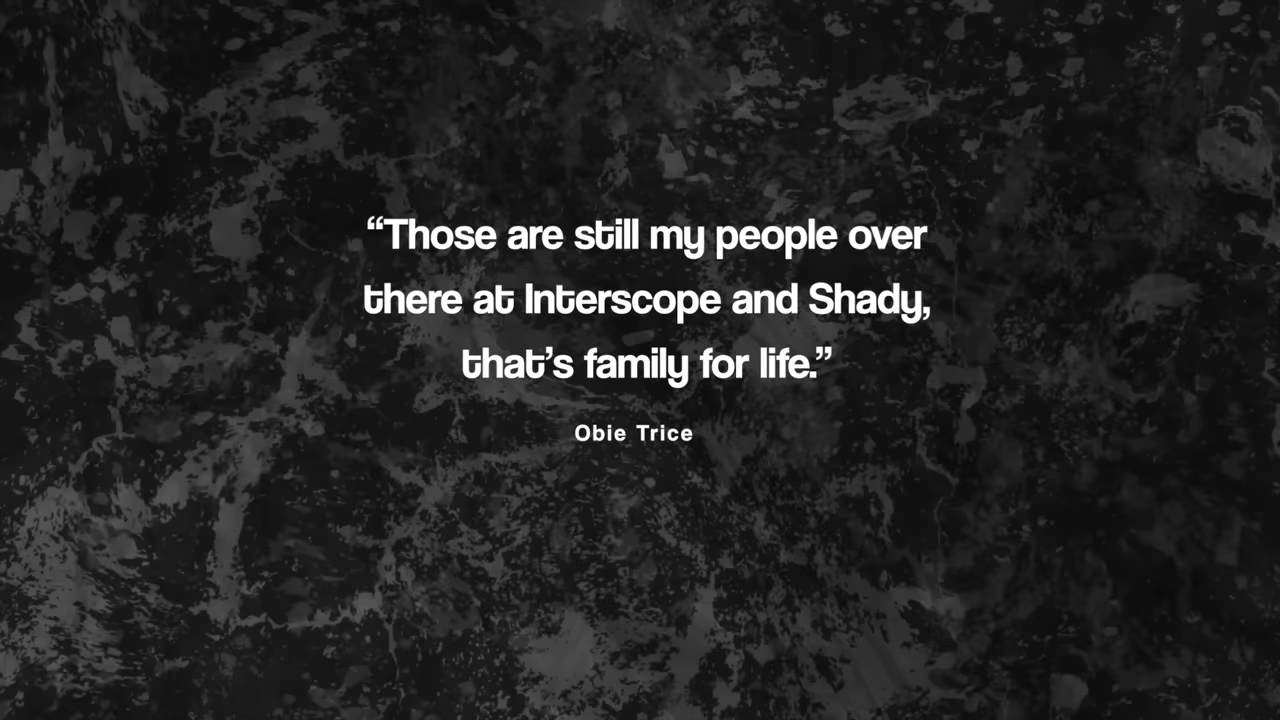 “Those are still my people over
there at Interscope and Shady,
that’s family for life.”
Obie Trice